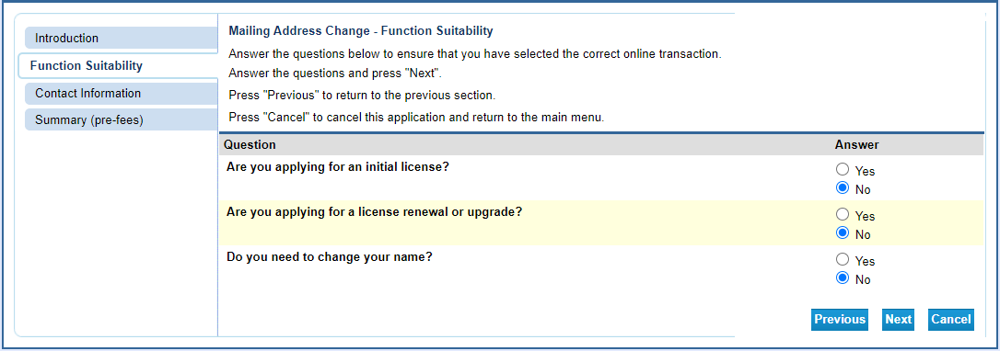 Introduction
Function Suitability
Contact Information
Summary (pre-fees)
Mailing Address Change - Function Suitability
Answer the questions below to ensure that you have selected the correct online transaction.
Answer the questions and press "Next".
Press "Previous" to return to the previous section.
Press "Cancel" to cancel this application and return to the main menu.
Question Answer
Are you applying for an initial license?
Yes
No
Are you applying for a license renewal or upgrade?
Yes
No
Do you need to change your name?
Yes
No
Previous Next Cancel